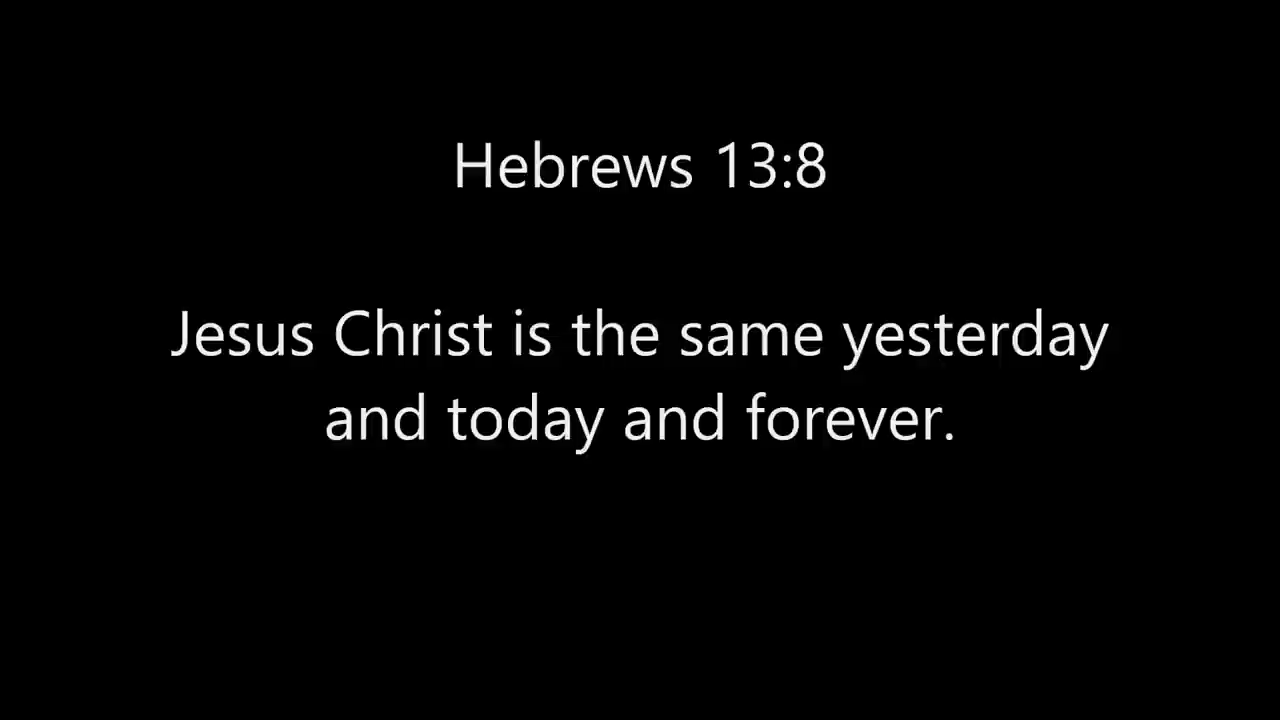 Hebrews 13:8
Jesus Christ is the same yesterday
and today and forever.